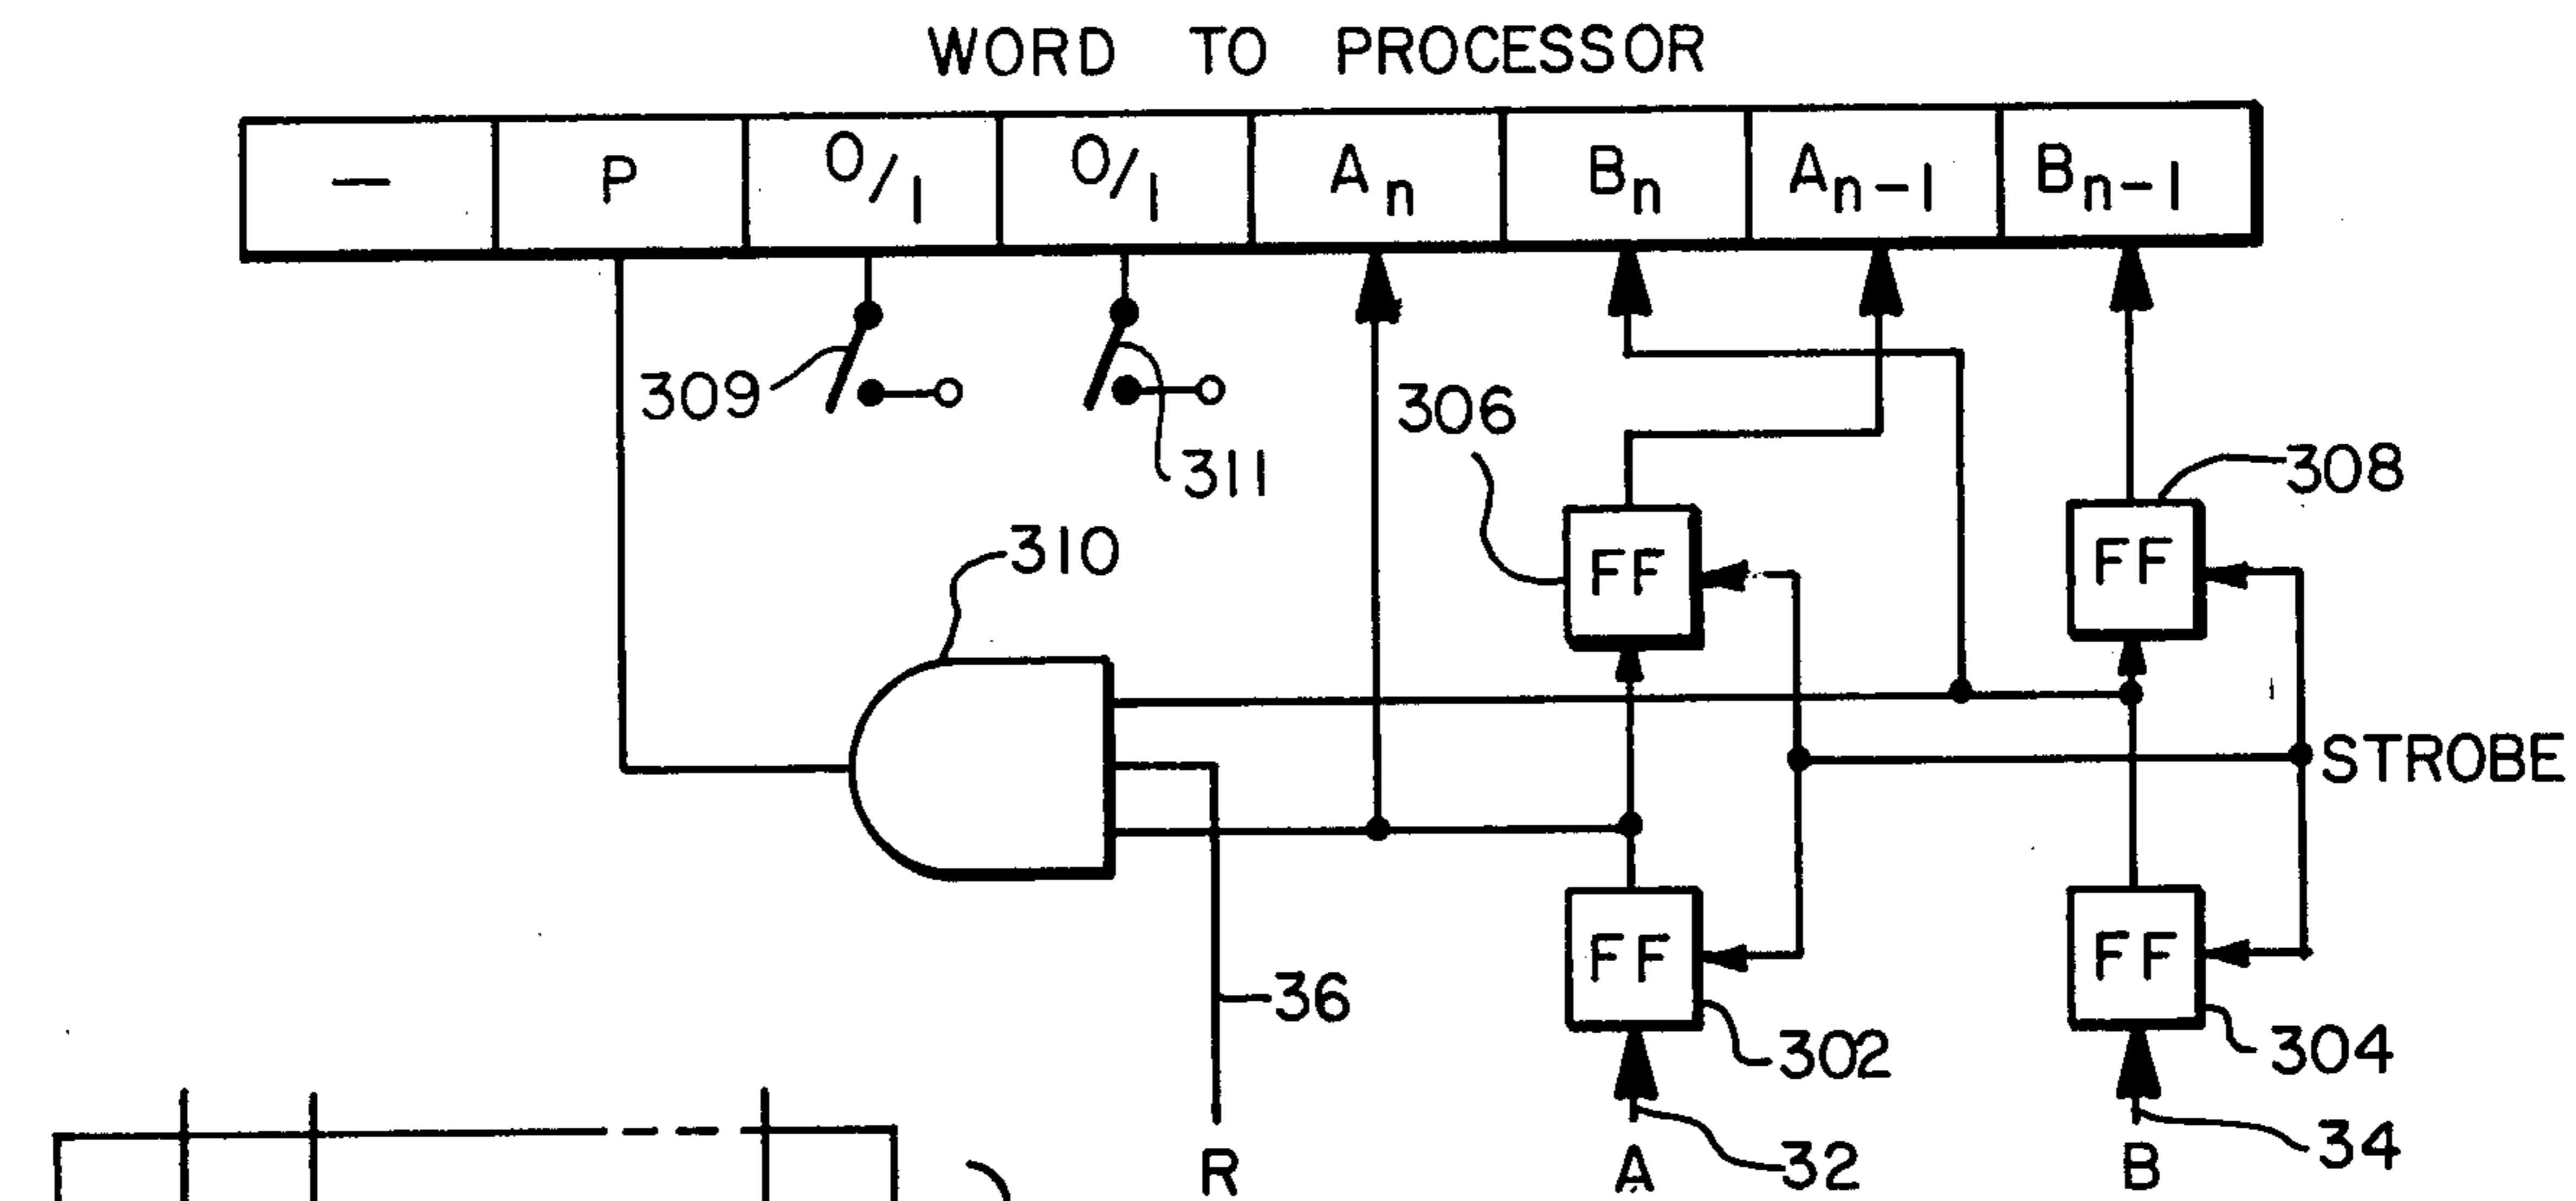 WORD TO PROCESSOR
— P 0/1 0/1 An Bn An-1 Bn-1
309
311
306
308
310
FF FF
STROBE
36
FF FF
302
304
R A 32 B 34